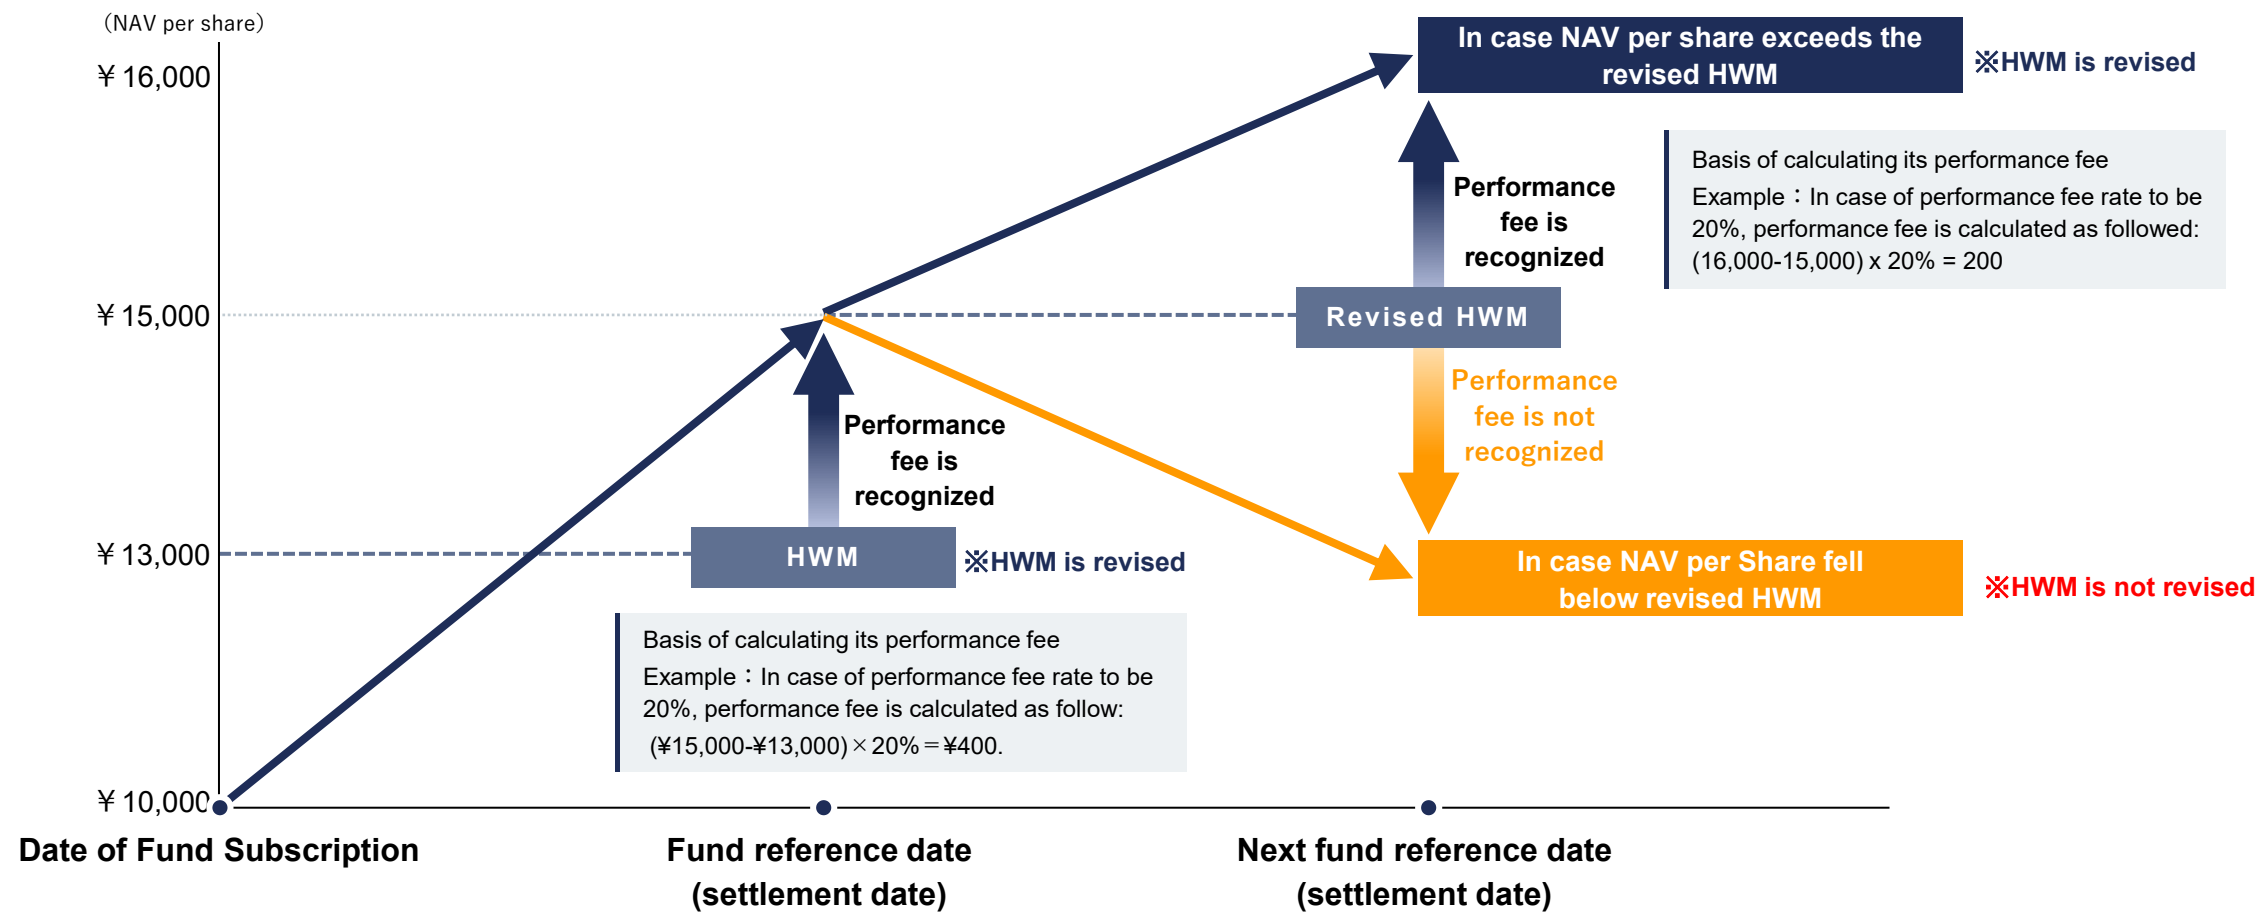 （NAV per share）
￥16,000
￥15,000
￥13,000
￥10,000
In case NAV per share exceeds the
revised HWM
※HWM is revised
Basis of calculating its performance fee
Example：In case of performance fee rate to be
20%, performance fee is calculated as followed:
(16,000-15,000) x 20% = 200
Performance
fee is
recognized
Revised HWM
Performance
fee is not
recognized
Performance
fee is
recognized
HWM
※HWM is revised
In case NAV per Share fell
below revised HWM
※HWM is not revised
Basis of calculating its performance fee
Example：In case of performance fee rate to be
20%, performance fee is calculated as follow:
(¥15,000-¥13,000)×20%＝¥400.
Date of Fund Subscription
Fund reference date
(settlement date)
Next fund reference date
(settlement date)